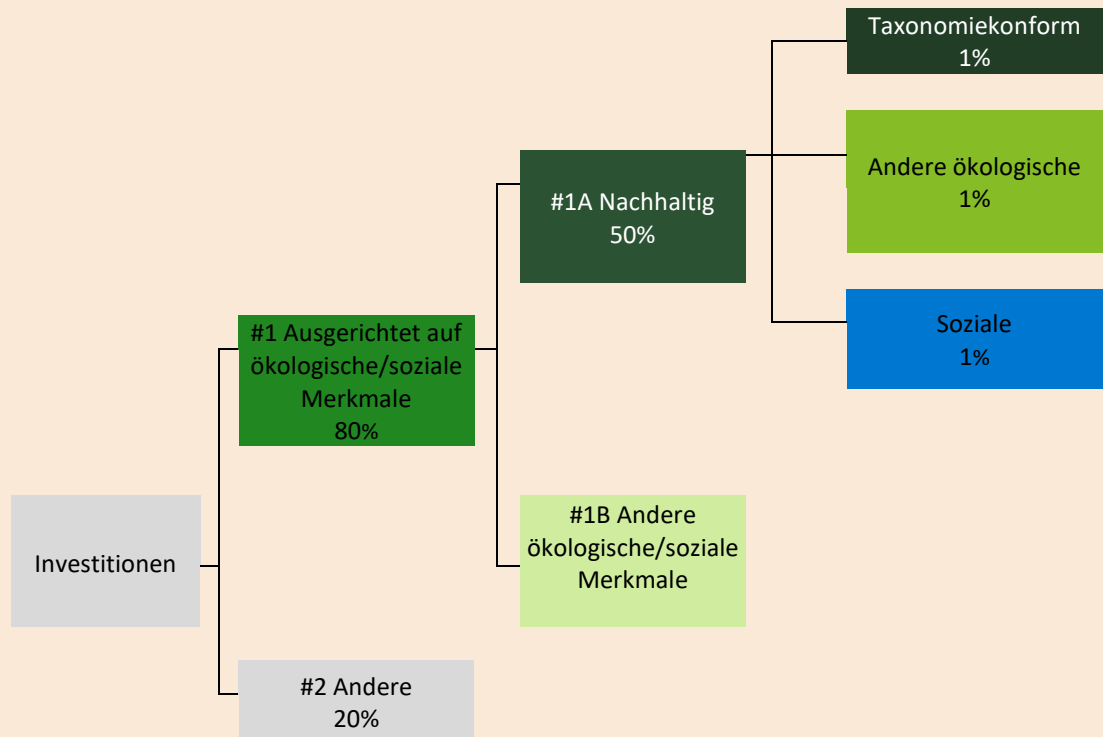 Taxonomiekonform
1%
Andere ökologische
1%
#1A Nachhaltig
50%
Soziale
1%
#1 Ausgerichtet auf
ökologische/soziale
Merkmale
80%
#1B Andere
ökologische/soziale
Merkmale
Investitionen
#2 Andere
20%